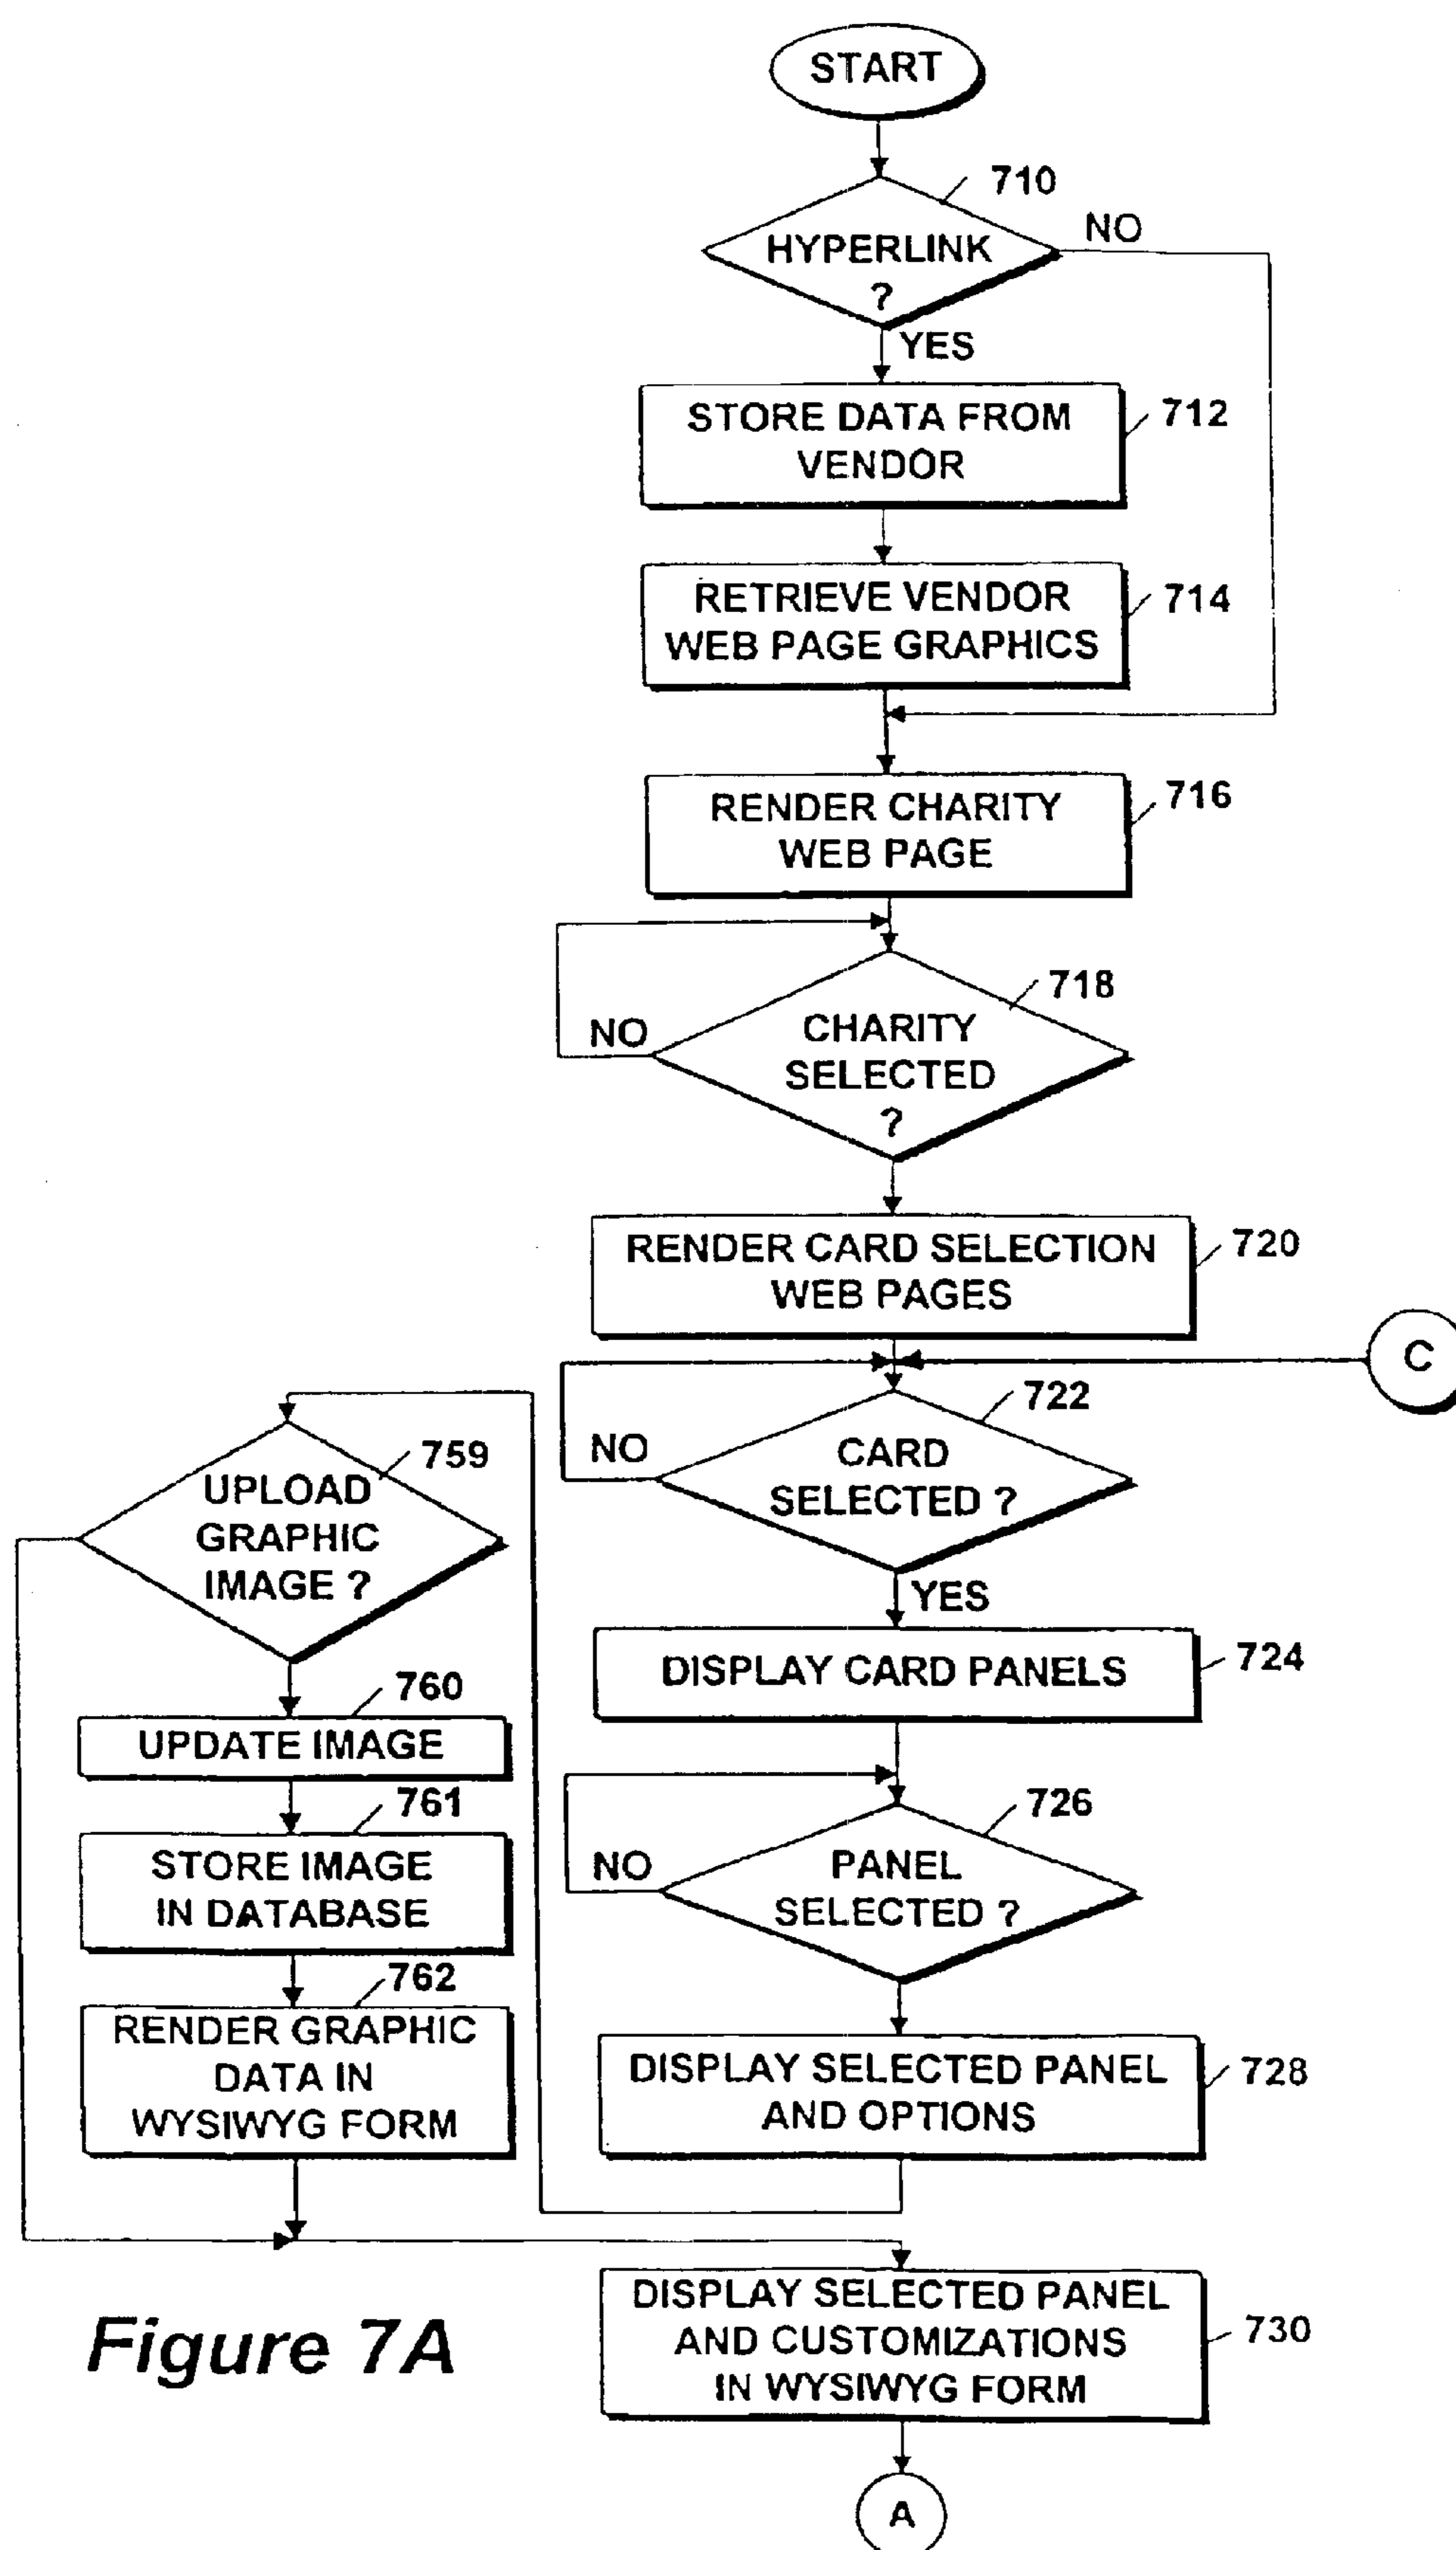 START
710
HYPERLINK
?
NO
YES
STORE DATA FROM
VENDOR
712
RETRIEVE VENDOR
WEB PAGE GRAPHICS
714
RENDER CHARITY
WEB PAGE
716
718
CHARITY
SELECTED
?
NO
RENDER CARD SELECTION
WEB PAGES
720
C
722
CARD
SELECTED ?
NO
YES
DISPLAY CARD PANELS
724
726
PANEL
SELECTED ?
NO
DISPLAY SELECTED PANEL
AND OPTIONS
728
759
UPLOAD
GRAPHIC
IMAGE ?
760
UPDATE IMAGE
761
STORE IMAGE
IN DATABASE
762
RENDER GRAPHIC
DATA IN
WYSIWYG FORM
DISPLAY SELECTED PANEL
AND CUSTOMIZATIONS
IN WYSIWYG FORM
730
A
Figure 7A